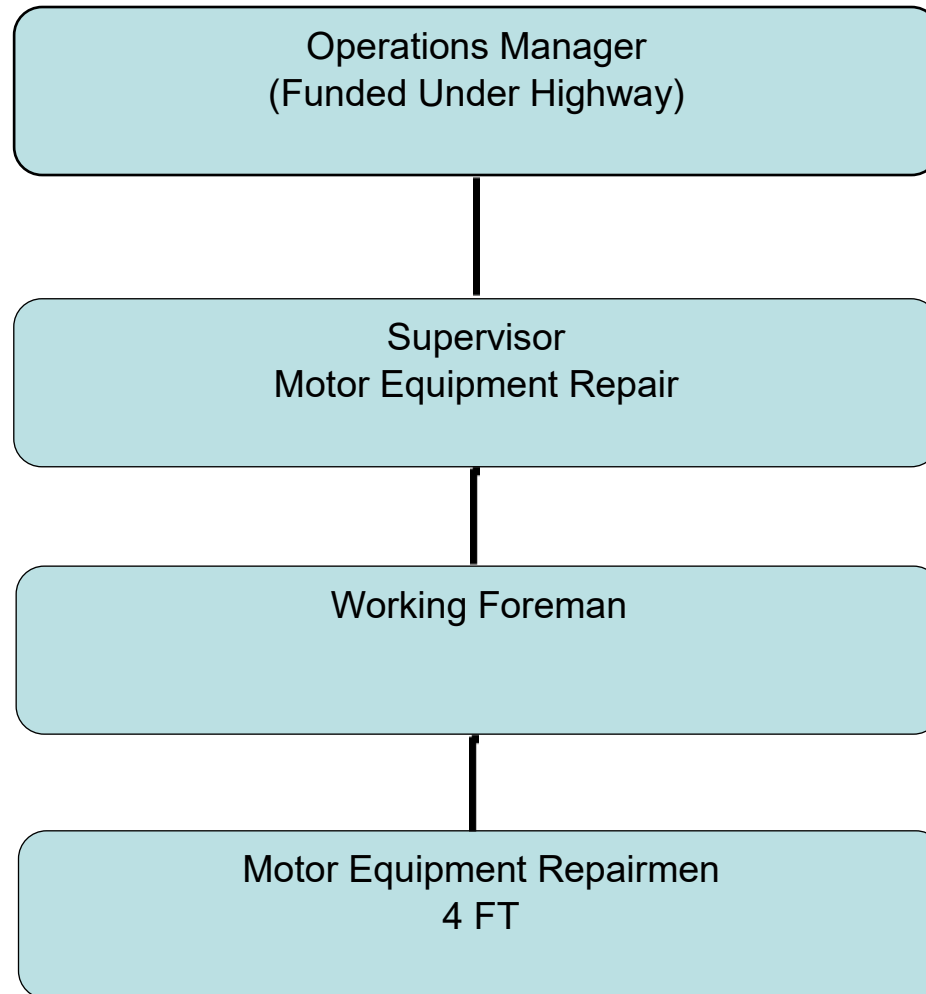 Operations Manager
(Funded Under Highway)
Supervisor
Motor Equipment Repair
Working Foreman
Motor Equipment Repairmen
4 FT